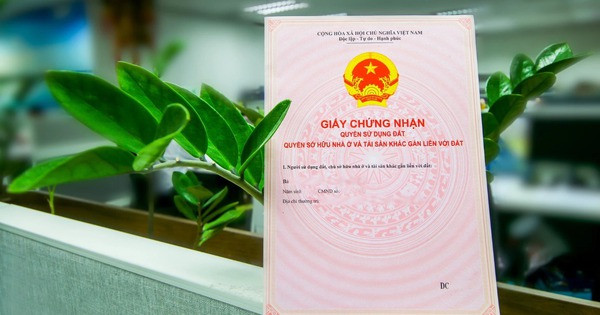 CỘNG HÒA XÃ HỘI CHỦ NGHĨA VIỆT NAM
Độc lập - Tự do - Hạnh phúc
GIẤY CHỨNG NHẬN
QUYỀN SỬ DỤNG ĐẤT
QUYỀN SỞ HỮU NHÀ Ở VÀ TÀI SẢN KHÁC GẮN LIỀN VỚI ĐẤT
I. Người sử dụng đất, chủ sở hữu nhà ở và tài sản khác gắn liền với đất:
Bà
Năm sinh CMND số:
Địa chỉ thường trú:
DC